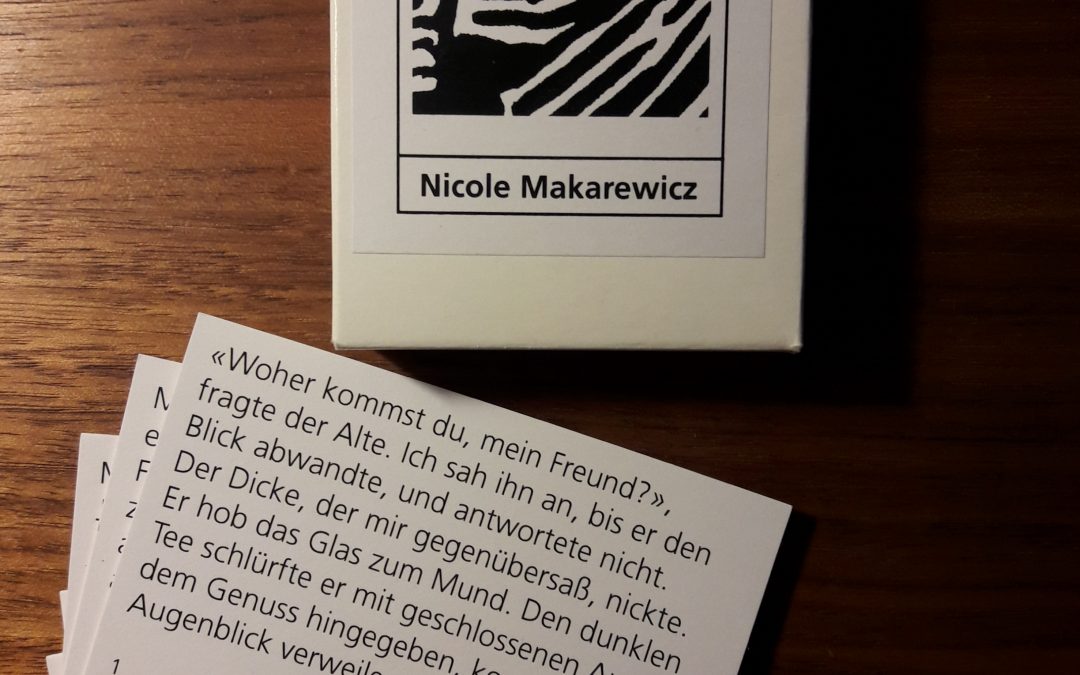 Nicole Makarewicz
«Woher kommst du, mein Freund?»,
fragte der Alte. Ich sah ihn an, bis er den
Blick abwandte, und antwortete nicht.
Der Dicke, der mir gegenübersaß, nickte.
Er hob das Glas zum Mund. Den dunklen
Tee schlürfte er mit geschlossenen
dem Genuss hingegeben,
Augenblick
1